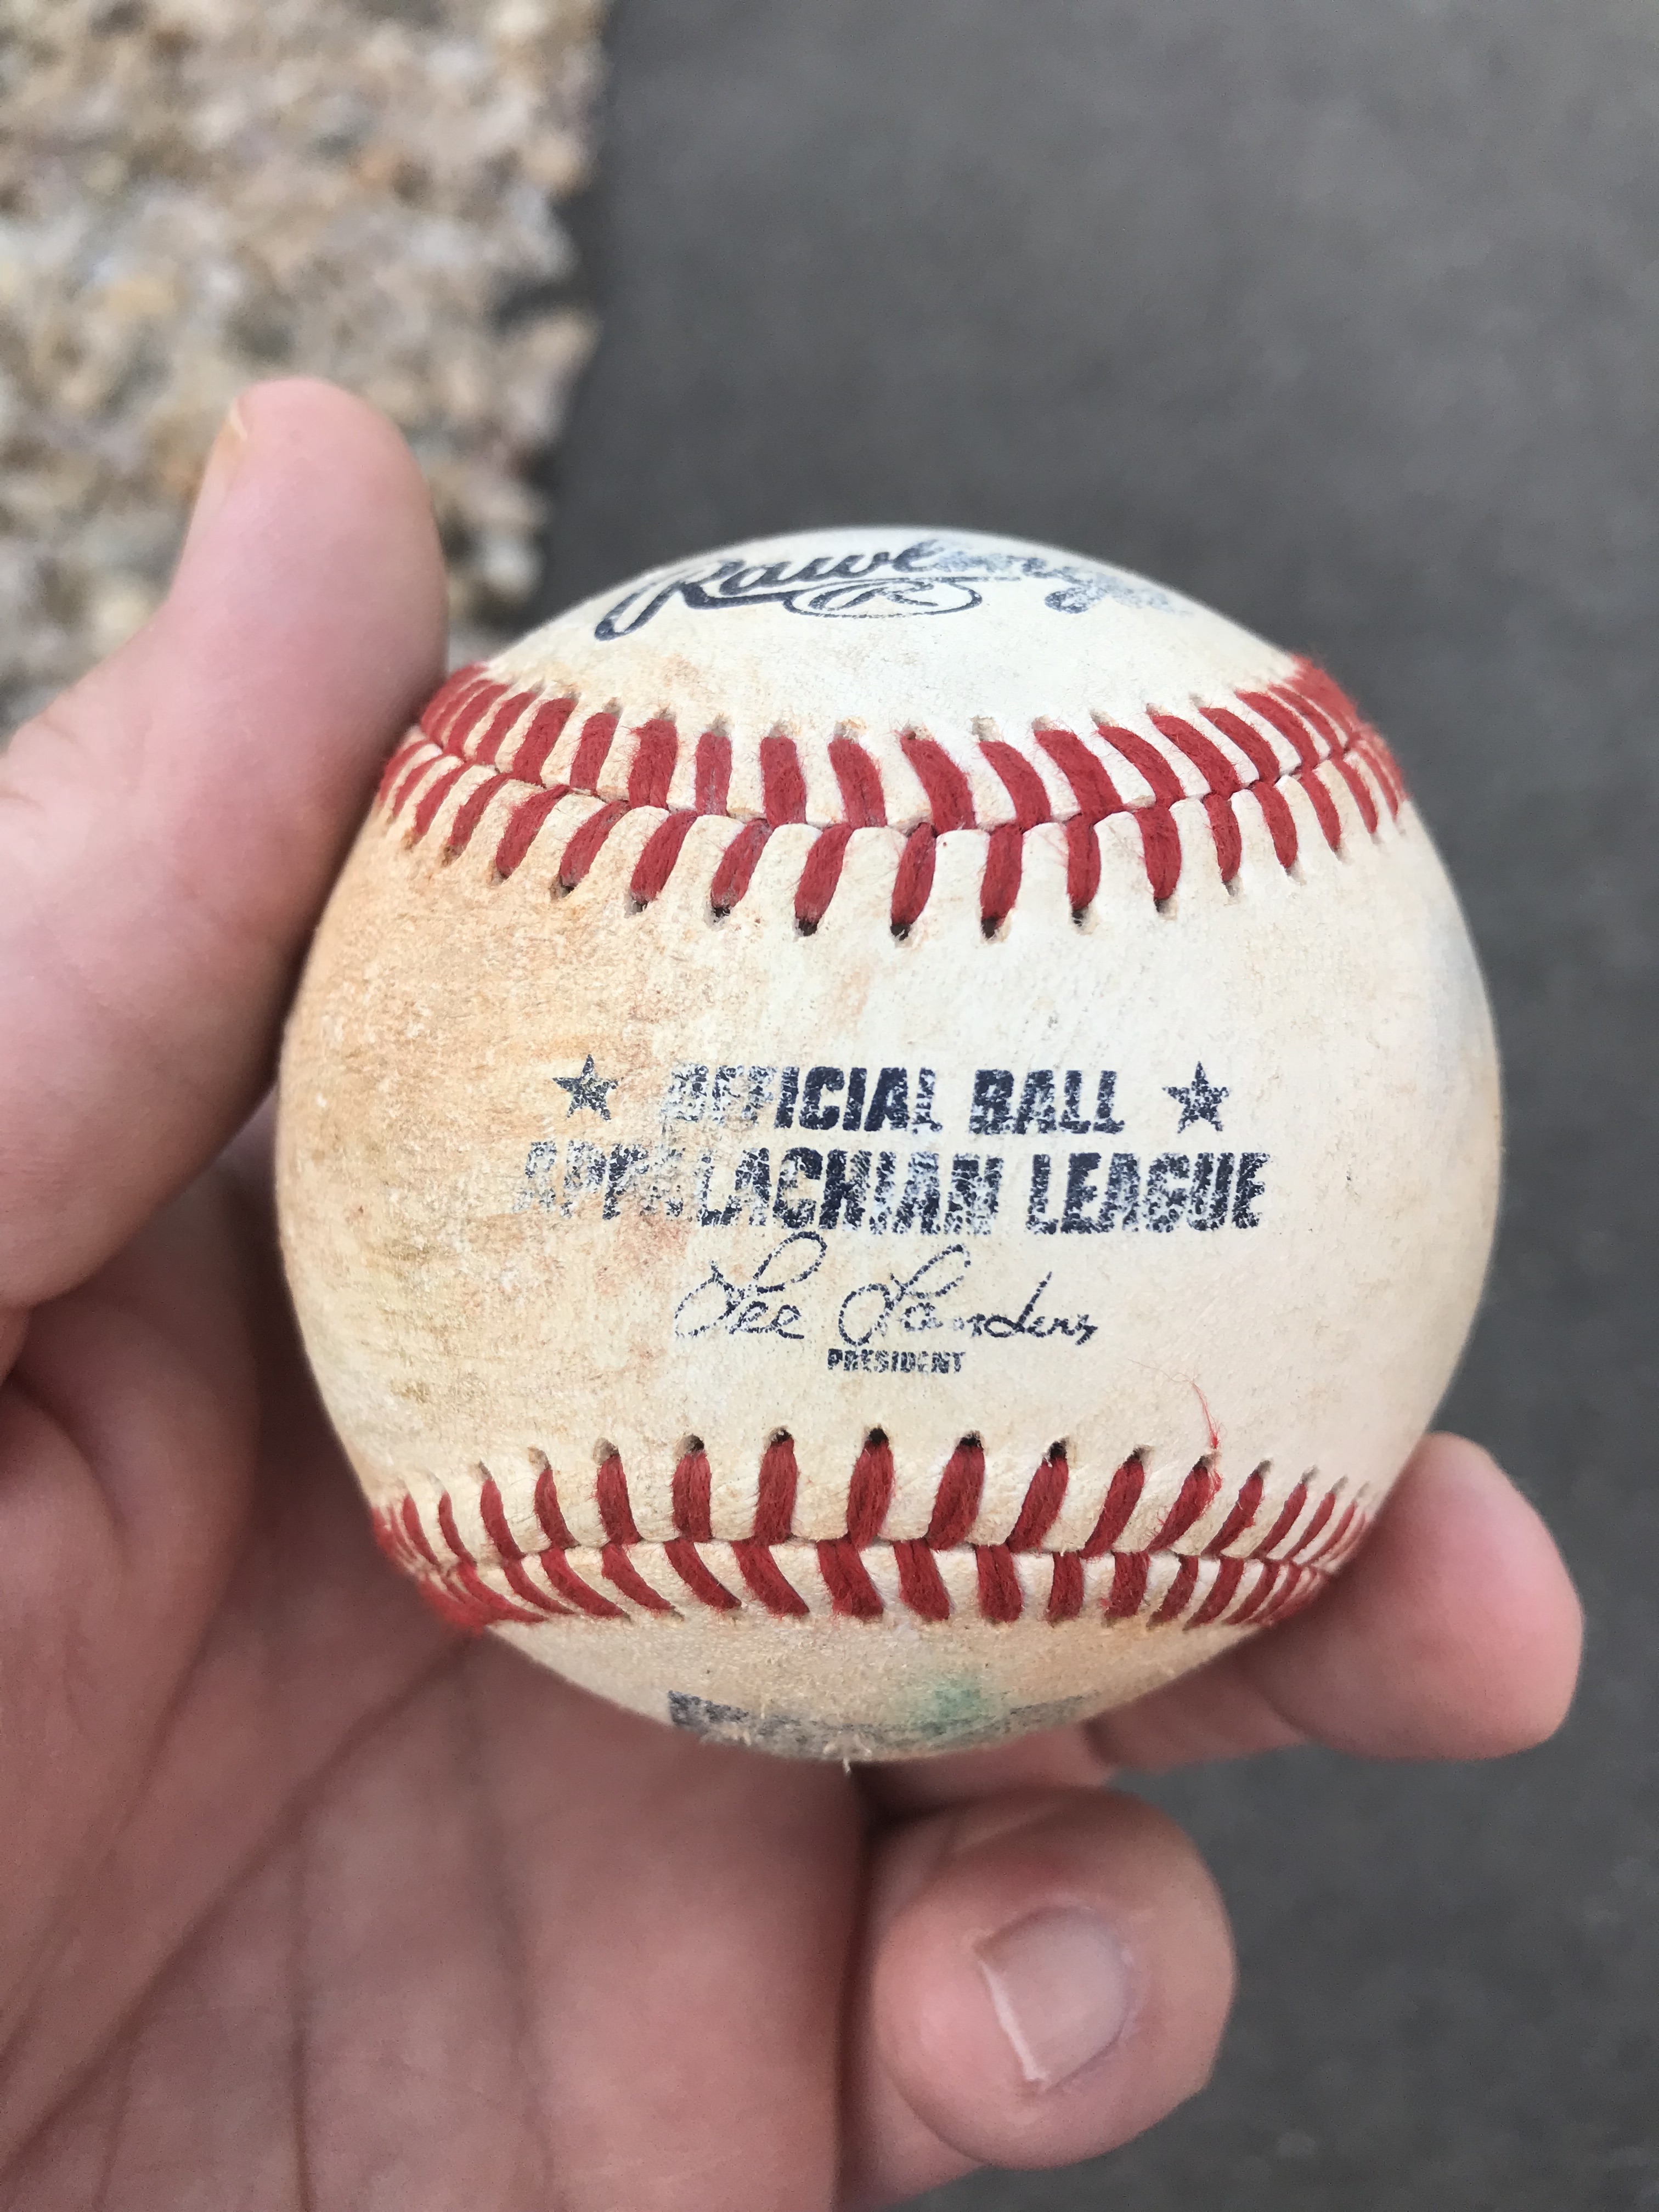 Rawlings
R
★ OFFICIAL BALL ★
APPALACHIAN LEAGUE
Lee Landers
PRESIDENT